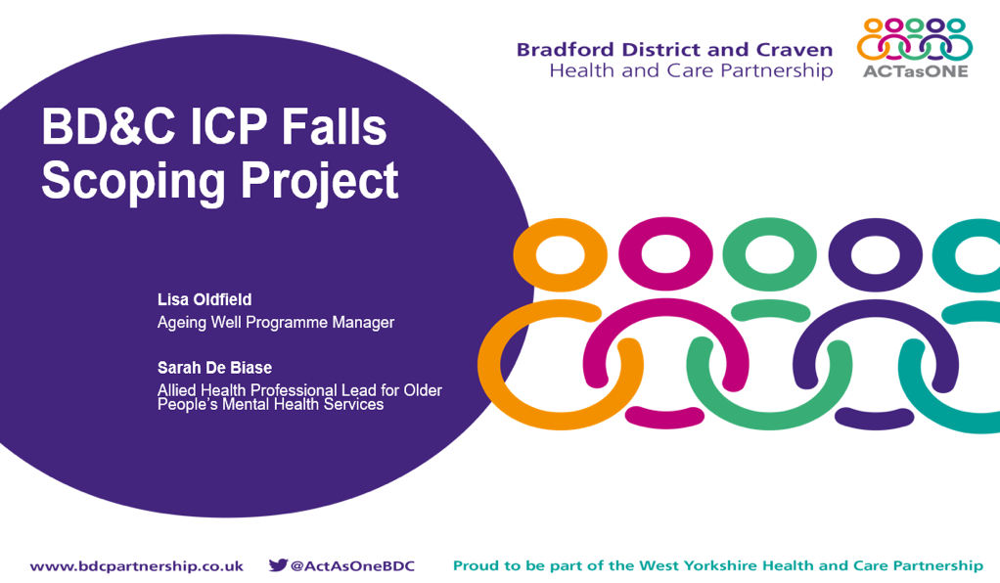 Bradford District and Craven
Health and Care Partnership
ACTasONE
BD&C ICP Falls
Scoping Project
Lisa Oldfield
Ageing Well Programme Manager
Sarah De Biase
Allied Health Professional Lead for Older
People’s Mental Health Services
www.bdcpartnership.co.uk
@ActAsOneBDC
Proud to be part of the West Yorkshire Health and Care Partnership